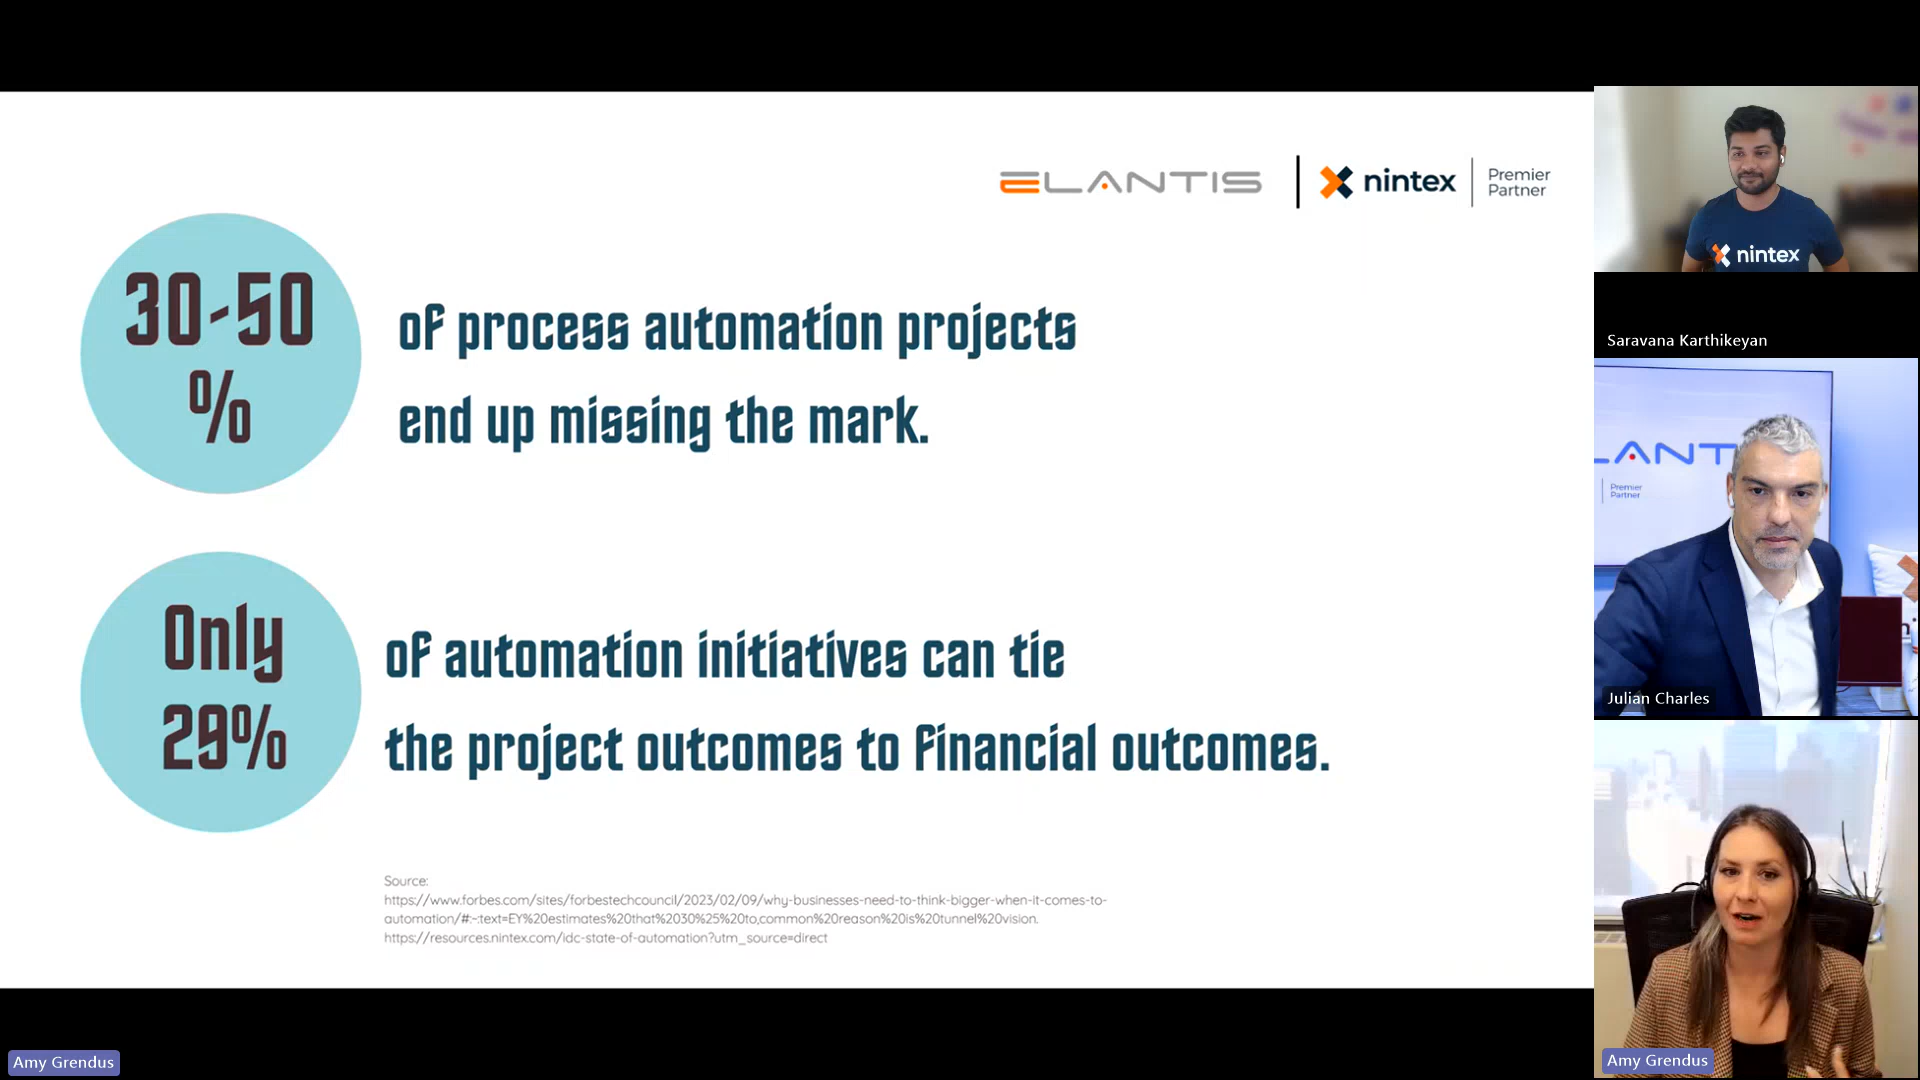 ELANTIS
nintex
Premier
Partner
30-50
%
of process automation projects
end up missing the mark.
Only
29%
of automation initiatives can tie
the project outcomes to financial outcomes.
Source:
https://www.forbes.com/sites/forbestechcouncil/2023/02/09/why-businesses-need-to-think-bigger-when-it-comes-to-
automation/#:~:text=EY%20estimates%20that%2030%25%20to,common%20reason%20is%20tunnel%20vision.
https://resources.nintex.com/idc-state-of-automation?utm_source=direct
Amy Grendus
nintex
Saravana Karthikeyan
LANT
Premier
Partner
Julian Charles
Amy Grendus